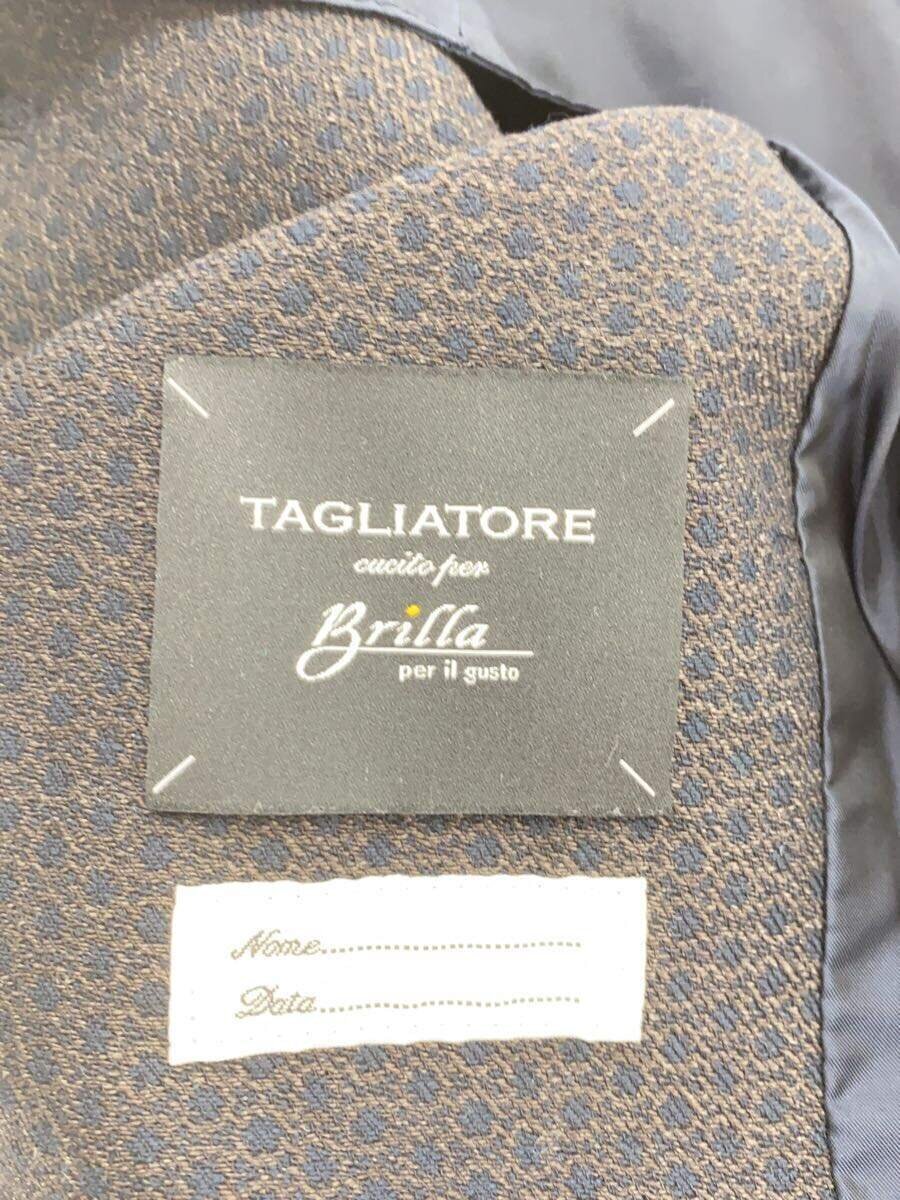 TAGLIATORE
cucito per
Brilla
per il gusto
Nome....................
Data....................